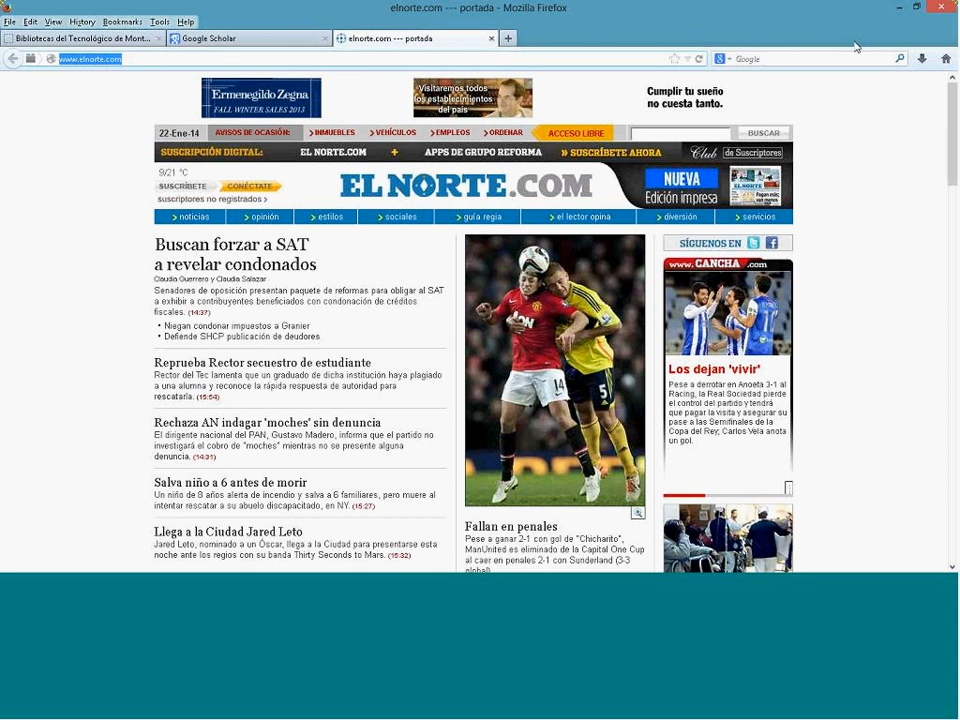 elnorte.com --- portada - Mozilla Firefox
File Edit View History Bookmarks Tools Help
Bibliotecas del Tecnológico de Mont... Google Scholar elnorte.com --- portada
www.elnorte.com Google
Ermenegildo Zegna
FALL WINTER SALES 2013
Visitaremos todos
los establecimientos
del país
Cumplir tu sueño
no cuesta tanto.
22-Ene-14 AVISOS DE OCASIÓN: INMUEBLES VEHÍCULOS EMPLEOS ORDENAR ACCESO LIBRE BUSCAR
SUSCRIPCIÓN DIGITAL: EL NORTE.COM + APPS DE GRUPO REFORMA » SUSCRÍBETE AHORA Club de Suscriptores
9/21 °C
SUSCRÍBETE CONÉCTATE
suscriptores no registrados
EL NORTE.COM
NUEVA
Edición impresa
EL NORTE
noticias opinión estilos sociales guía regia el lector opina diversión servicios
Buscan forzar a SAT
a revelar condonados
Claudia Guerrero y Claudia Salazar
Senadores de oposición presentan paquete de reformas para obligar al SAT
a exhibir a contribuyentes beneficiados con condonación de créditos
fiscales. (14:37)
• Niegan condonar impuestos a Granier
• Defiende SHCP publicación de deudores
Reprueba Rector secuestro de estudiante
Rector del Tec lamenta que un graduado de dicha institución haya plagiado
a una alumna y reconoce la rápida respuesta de autoridad para
rescatarla. (15:54)
Rechaza AN indagar 'moches' sin denuncia
El dirigente nacional del PAN, Gustavo Madero, informa que el partido no
investigará el cobro de "moches" mientras no se presente alguna
denuncia. (14:31)
Salva niño a 6 antes de morir
Un niño de 8 años alerta de incendio y salva a 6 familiares, pero muere al
intentar rescatar a su abuelo discapacitado, en NY. (15:27)
Llega a la Ciudad Jared Leto
Jared Leto, nominado a un Óscar, llega a la Ciudad para presentarse esta
noche ante los regios con su banda Thirty Seconds to Mars. (15:32)
AON
14
5
Fallan en penales
Pese a ganar 2-1 con gol de "Chicharito",
ManUnited es eliminado de la Capital One Cup
al caer en penales 2-1 con Sunderland (3-3
global)
SÍGUENOS EN
www.CANCHA.com
Los dejan 'vivir'
Pese a derrotar en Anoeta 3-1 al
Racing, la Real Sociedad pierde
el control del partido y tendrá
que pagar la visita y asegurar su
pase a las Semifinales de la
Copa del Rey; Carlos Vela anota
un gol.